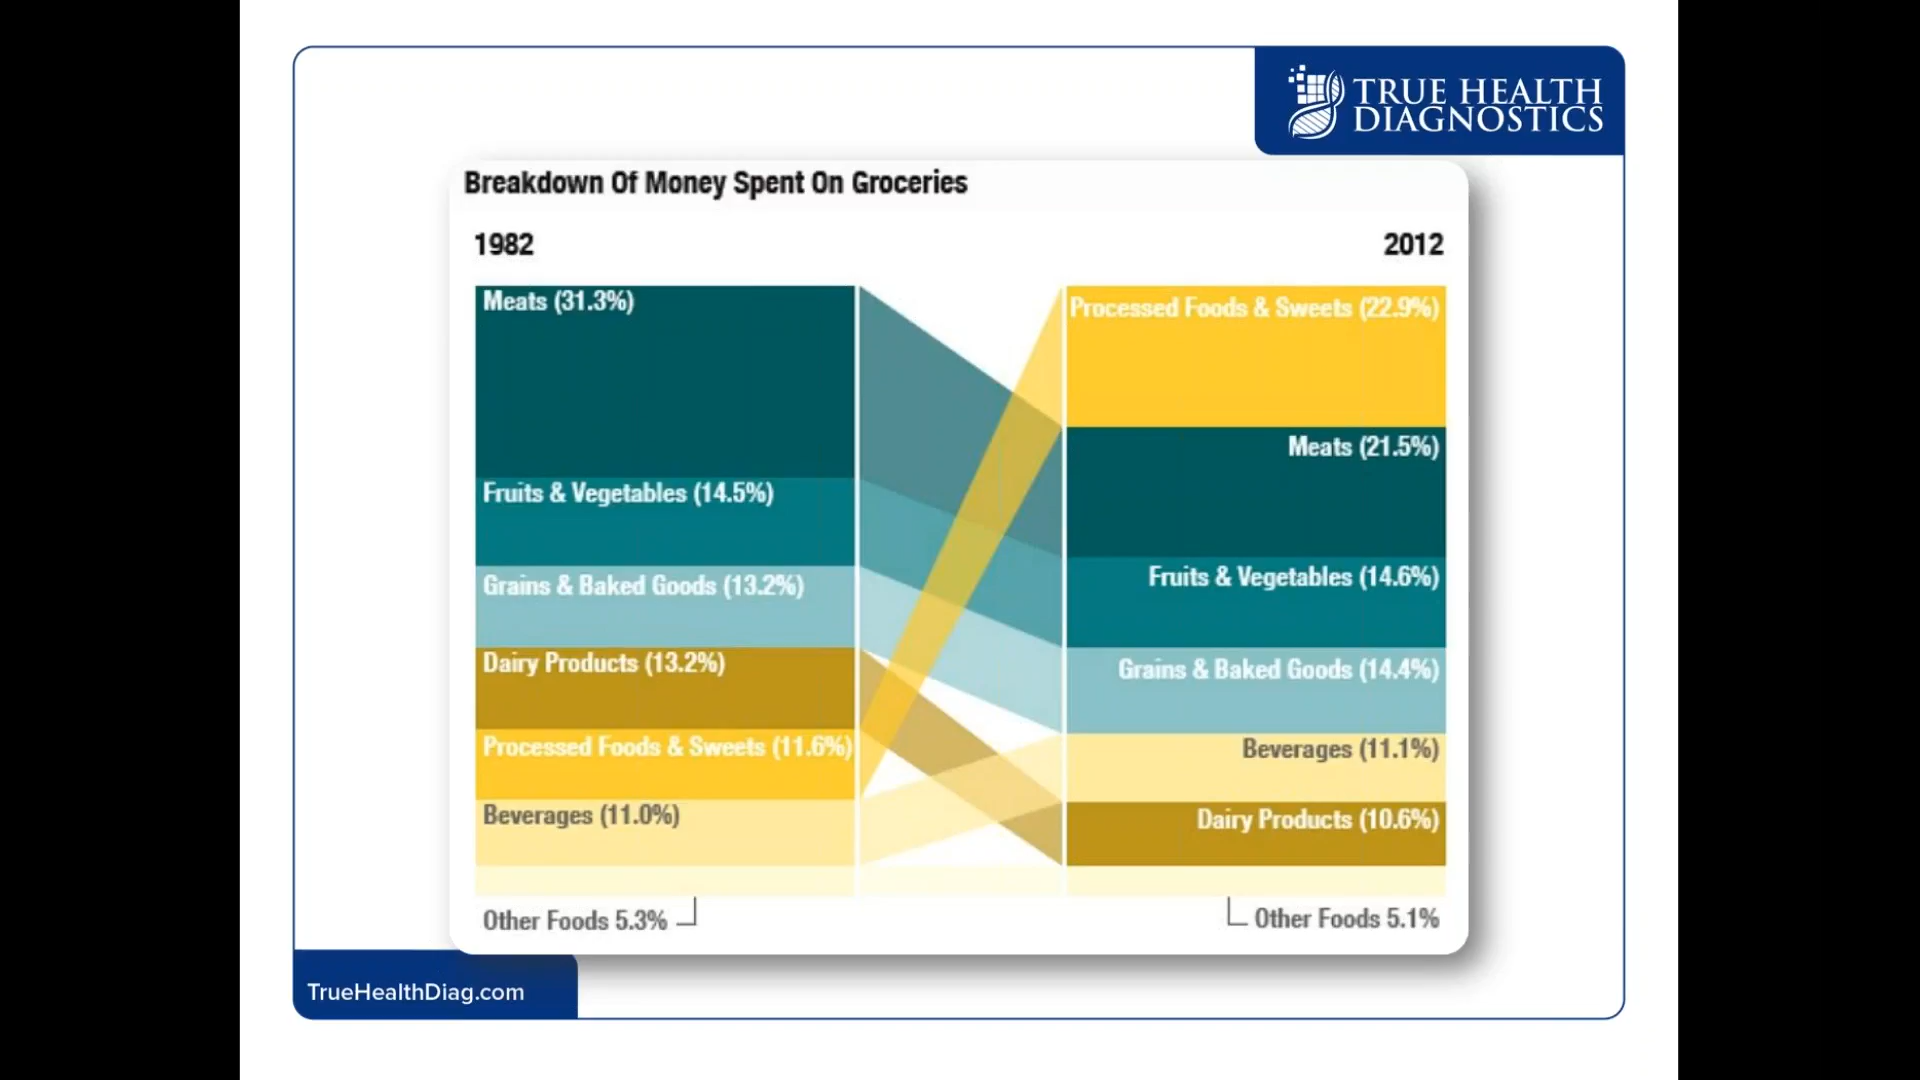 TRUE HEALTH
DIAGNOSTICS
Breakdown Of Money Spent On Groceries
1982
2012
Meats (31.3%)
Fruits & Vegetables (14.5%)
Grains & Baked Goods (13.2%)
Dairy Products (13.2%)
Processed Foods & Sweets (11.6%)
Beverages (11.0%)
Other Foods 5.3%
Processed Foods & Sweets (22.9%)
Meats (21.5%)
Fruits & Vegetables (14.6%)
Grains & Baked Goods (14.4%)
Beverages (11.1%)
Dairy Products (10.6%)
Other Foods 5.1%
TrueHealthDiag.com